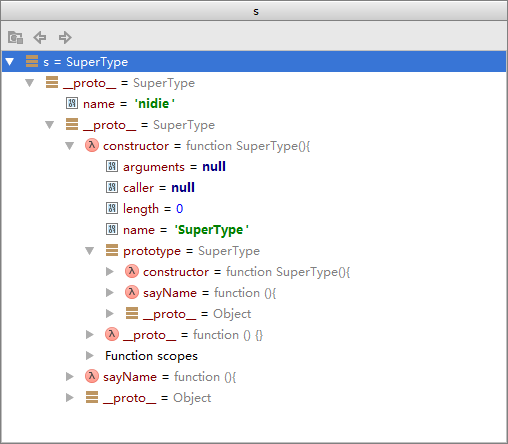 s
s = SuperType
__proto__ = SuperType
name = 'nidie'
__proto__ = SuperType
constructor = function SuperType(){
arguments = null
caller = null
length = 0
name = 'SuperType'
prototype = SuperType
constructor = function SuperType(){
sayName = function (){
__proto__ = Object
__proto__ = function () {}
Function scopes
sayName = function (){
__proto__ = Object